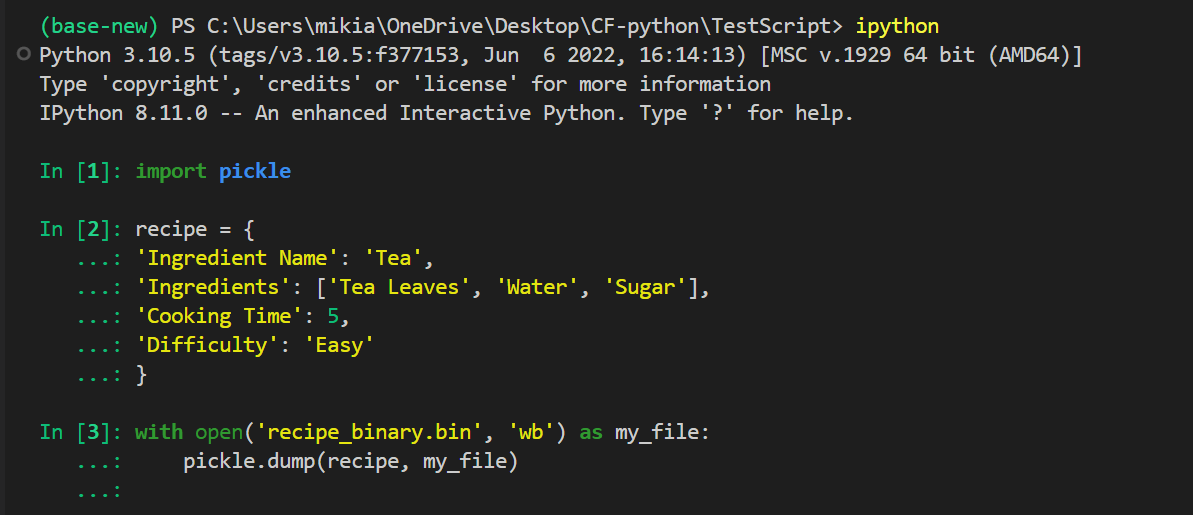 (base-new) PS C:\Users\mikia\OneDrive\Desktop\CF-python\TestScript> ipython
Python 3.10.5 (tags/v3.10.5:f377153, Jun  6 2022, 16:14:13) [MSC v.1929 64 bit (AMD64)]
Type 'copyright', 'credits' or 'license' for more information
IPython 8.11.0 -- An enhanced Interactive Python. Type '?' for help.

In [1]: import pickle

In [2]: recipe = {
   ...: 'Ingredient Name': 'Tea',
   ...: 'Ingredients': ['Tea Leaves', 'Water', 'Sugar'],
   ...: 'Cooking Time': 5,
   ...: 'Difficulty': 'Easy'
   ...: }

In [3]: with open('recipe_binary.bin', 'wb') as my_file:
   ...:     pickle.dump(recipe, my_file)
   ...: